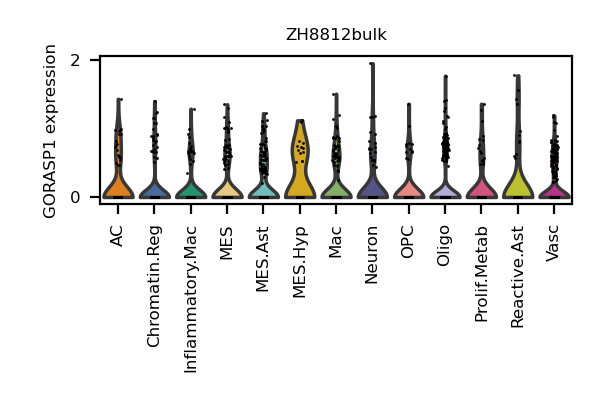 ZH8812bulk
GORASP1 expression
2
0
AC
Chromatin.Reg
Inflammatory.Mac
MES
MES.Ast
MES.Hyp
Mac
Neuron
OPC
Oligo
Prolif.Metab
Reactive.Ast
Vasc